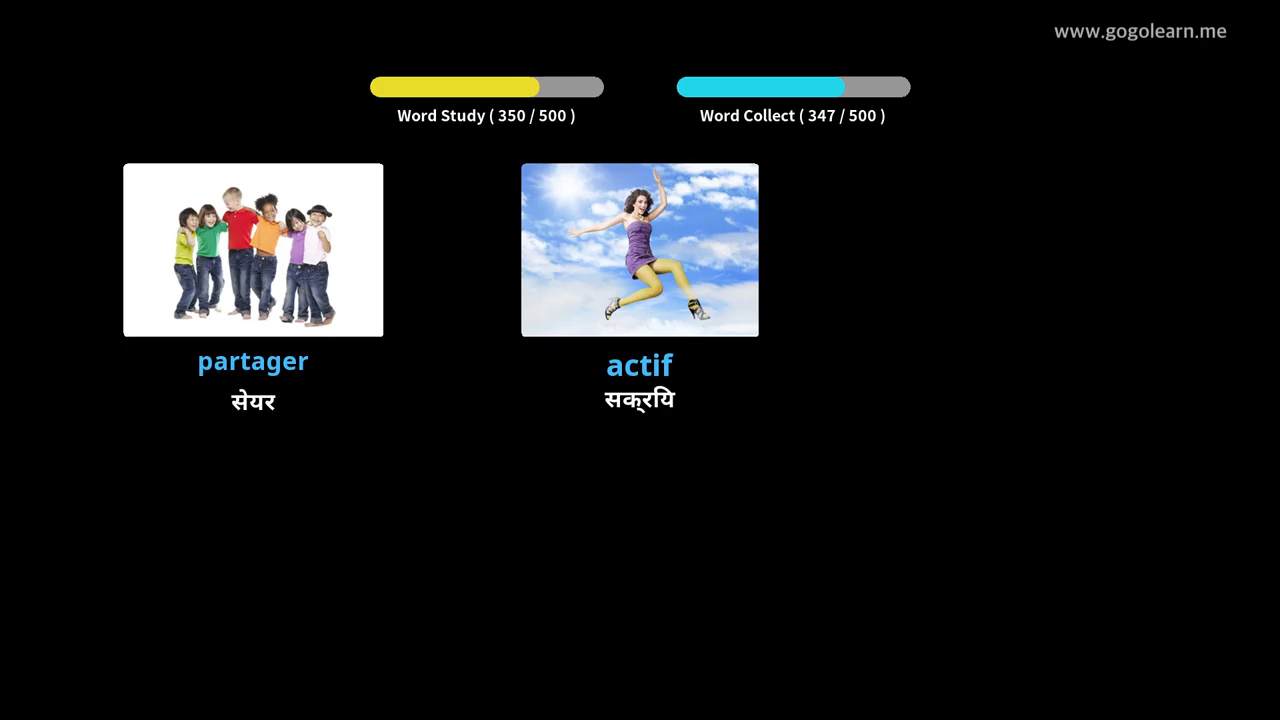 www.gogolearn.me
Word Study ( 350 / 500 )
Word Collect ( 347 / 500 )
partager
सेयर
actif
सक्रयि